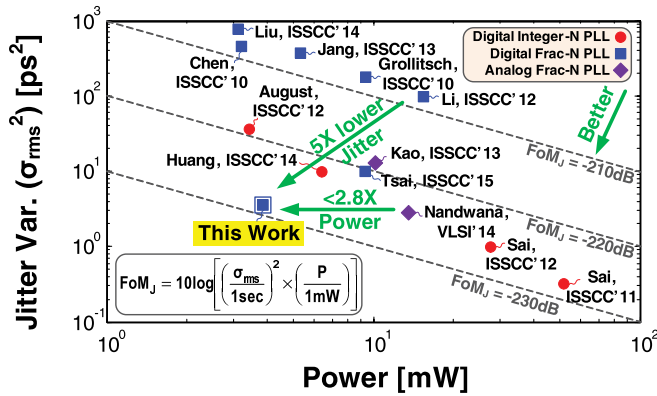 Jitter Var. (σrms²) [ps²]
10³
10²
10¹
10⁰
10⁻¹
10⁰
10¹
10²
Power [mW]
Liu, ISSCC'14
Chen, ISSCC'10
Jang, ISSCC'13
Grollitsch, ISSCC'10
Li, ISSCC'12
August, ISSCC'12
Huang, ISSCC'14
Kao, ISSCC'13
Tsai, ISSCC'15
Nandwana, VLSI'14
Sai, ISSCC'12
Sai, ISSCC'11
This Work
5X lower
Jitter
<2.8X
Power
Better
Digital Integer-N PLL
Digital Frac-N PLL
Analog Frac-N PLL
FoMJ = -210dB
FoMJ = -220dB
FoMJ = -230dB
FoMJ = 10log[(σrms/1sec)² × (P/1mW)]